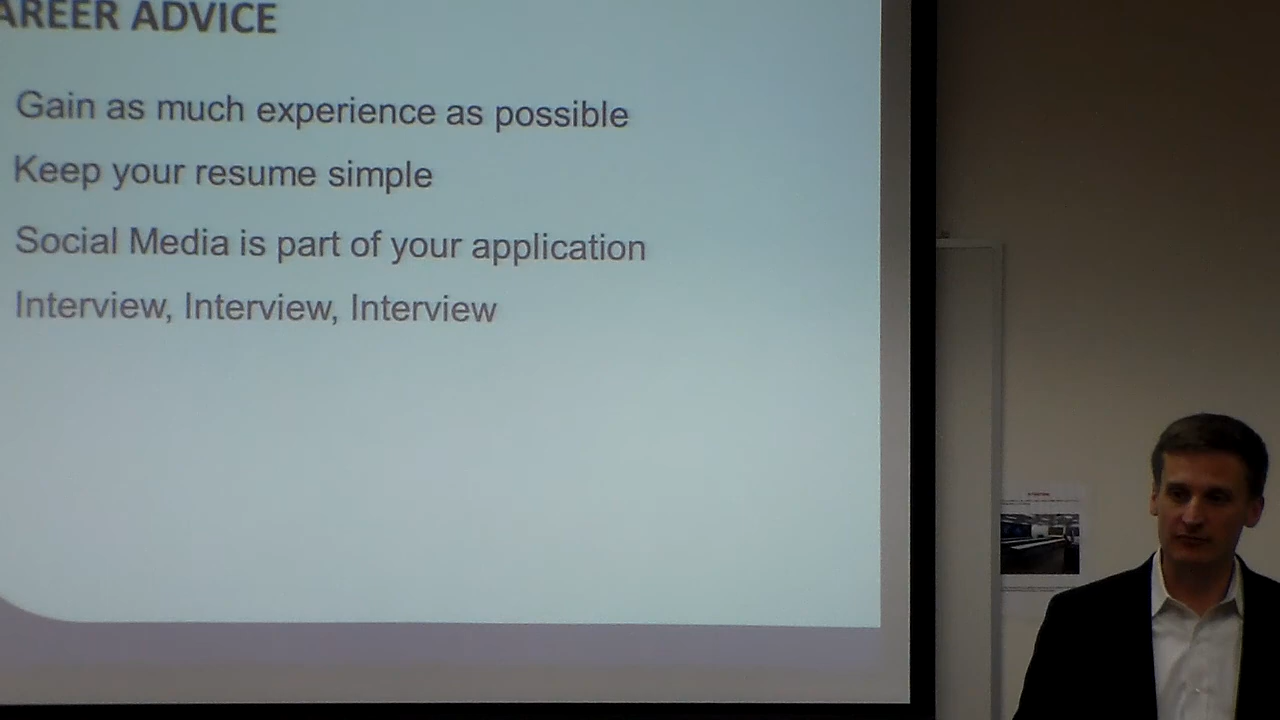 AREER ADVICE
Gain as much experience as possible
Keep your resume simple
Social Media is part of your application
Interview, Interview, Interview